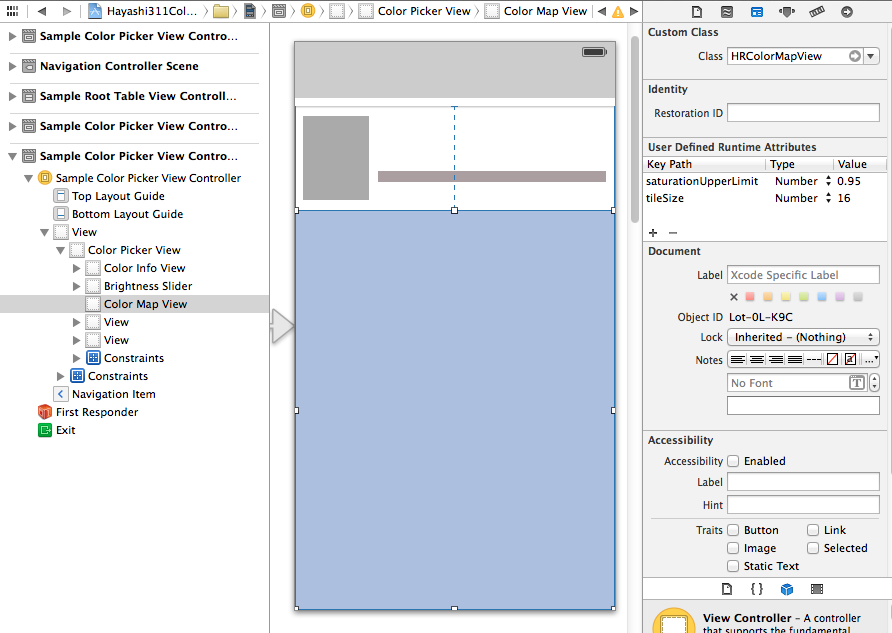 Hayashi311Col... Color Picker View Color Map View
Sample Color Picker View Contro...
Navigation Controller Scene
Sample Root Table View Controll...
Sample Color Picker View Contro...
Sample Color Picker View Contro...
Sample Color Picker View Controller
Top Layout Guide
Bottom Layout Guide
View
Color Picker View
Color Info View
Brightness Slider
Color Map View
View
View
Constraints
Constraints
Navigation Item
First Responder
Exit
Custom Class
Class HRColorMapView
Identity
Restoration ID
User Defined Runtime Attributes
Key Path Type Value
saturationUpperLimit Number 0.95
tileSize Number 16
Document
Label Xcode Specific Label
Object ID Lot-0L-K9C
Lock Inherited - (Nothing)
Notes
No Font
Accessibility
Accessibility Enabled
Label
Hint
Traits Button Link
Image Selected
Static Text
View Controller - A controller
that supports the fundamental